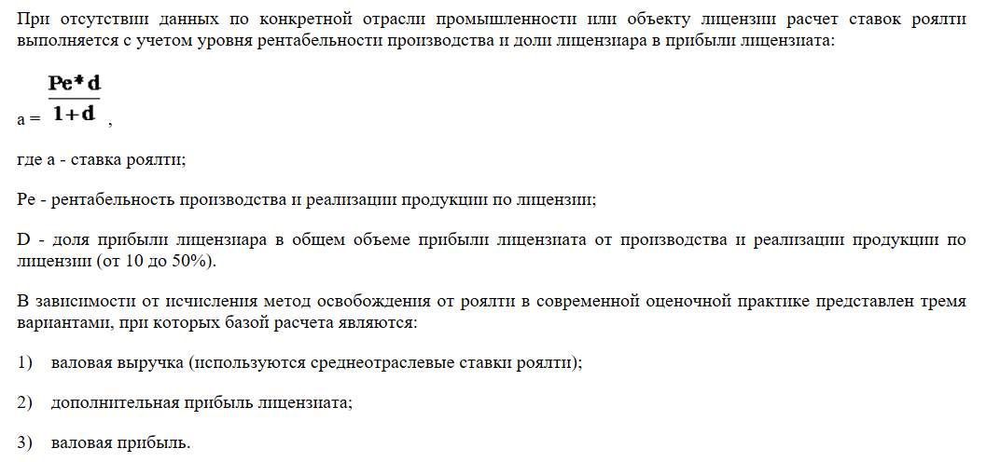 При отсутствии данных по конкретной отрасли промышленности или объекту лицензии расчет ставок роялти
выполняется с учетом уровня рентабельности производства и доли лицензиара в прибыли лицензиата:
Pe* d
a = ,
1+d
где а - ставка роялти;
Ре - рентабельность производства и реализации продукции по лицензии;
D - доля прибыли лицензиара в общем объеме прибыли лицензиата от производства и реализации продукции по
лицензии (от 10 до 50%).
В зависимости от исчисления метод освобождения от роялти в современной оценочной практике представлен тремя
вариантами, при которых базой расчета являются:
1) валовая выручка (используются среднеотраслевые ставки роялти);
2) дополнительная прибыль лицензиата;
3) валовая прибыль.